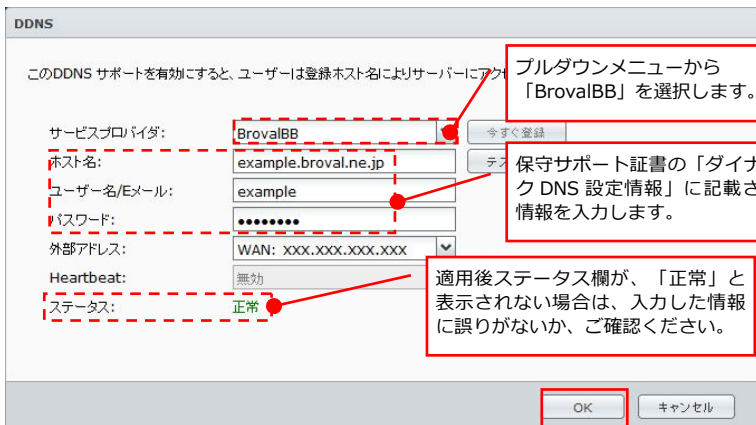 DDNS
このDDNS サポートを有効にすると、ユーザーは登録ホスト名によりサーバーにアクセ
プルダウンメニューから
「BrovalBB」を選択します。
サービスプロバイダ: BrovalBB 今すぐ登録
ホスト名: example.broval.ne.jp テス
ユーザー名/Eメール: example
パスワード: ••••••••
保守サポート証書の「ダイナ
ク DNS 設定情報」に記載さ
情報を入力します。
外部アドレス: WAN: XXX.XXX.XXX.XXX
Heartbeat: 無効
ステータス: 正常
適用後ステータス欄が、「正常」と
表示されない場合は、入力した情報
に誤りがないか、ご確認ください。
OK キャンセル